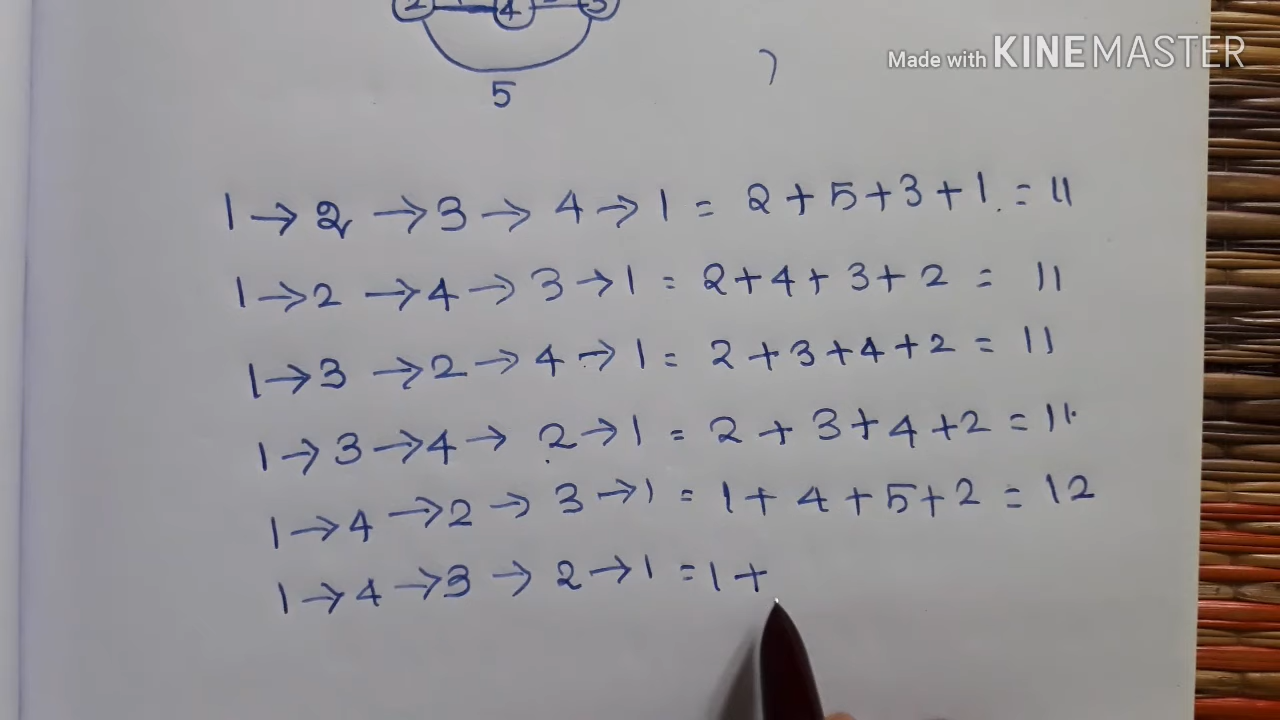 Made with KINEMASTER
2 4 3
5
1 → 2 → 3 → 4 → 1 = 2 + 5 + 3 + 1 = 11
1 → 2 → 4 → 3 → 1 = 2 + 4 + 3 + 2 = 11
1 → 3 → 2 → 4 → 1 = 2 + 3 + 4 + 2 = 11
1 → 3 → 4 → 2 → 1 = 2 + 3 + 4 + 2 = 11
1 → 4 → 2 → 3 → 1 = 1 + 4 + 5 + 2 = 12
1 → 4 → 3 → 2 → 1 = 1 +